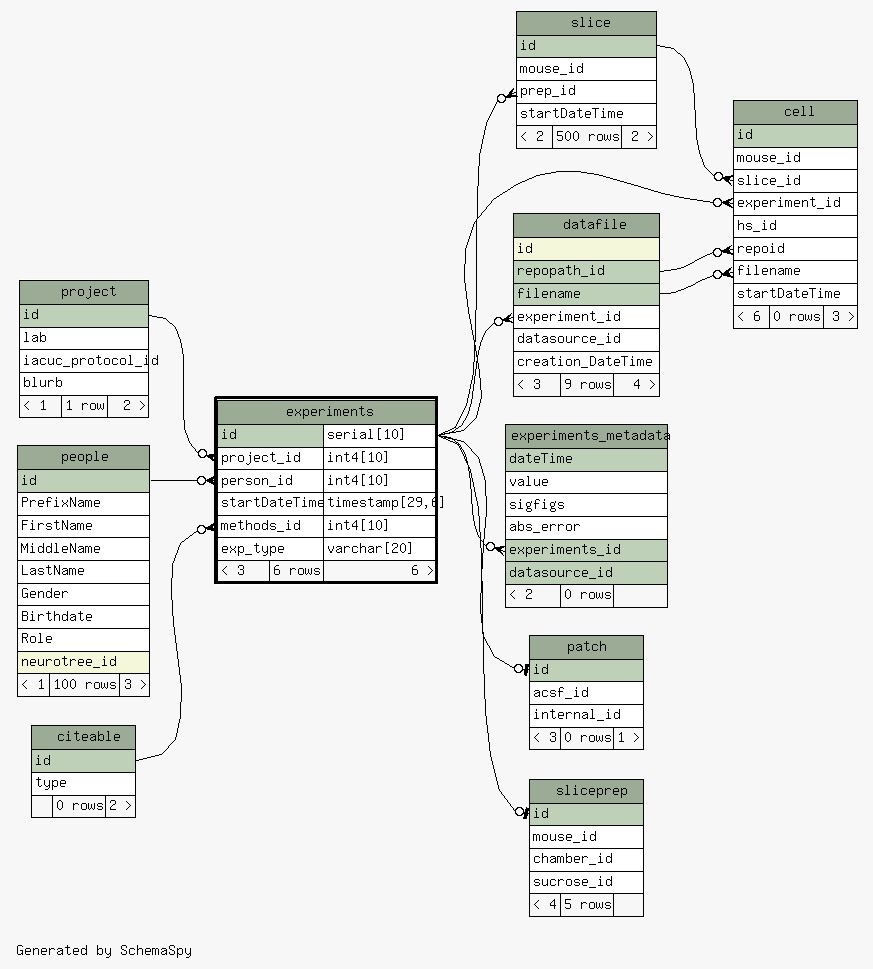 slice
id
mouse_id
prep_id
startDateTime
< 2 500 rows 2 >
cell
id
mouse_id
slice_id
experiment_id
hs_id
repoid
filename
startDateTime
< 6 0 rows 3 >
datafile
id
repopath_id
filename
experiment_id
datasource_id
creation_DateTime
< 3 9 rows 4 >
project
id
lab
iacuc_protocol_id
blurb
< 1 1 row 2 >
experiments
id serial[10]
project_id int4[10]
person_id int4[10]
startDateTime timestamp[29,6]
methods_id int4[10]
exp_type varchar[20]
< 3 6 rows 6 >
people
id
PrefixName
FirstName
MiddleName
LastName
Gender
Birthdate
Role
neurotree_id
< 1 100 rows 3 >
experiments_metadata
dateTime
value
sigfigs
abs_error
experiments_id
datasource_id
< 2 0 rows
patch
id
acsf_id
internal_id
< 3 0 rows 1 >
citeable
id
type
0 rows 2 >
sliceprep
id
mouse_id
chamber_id
sucrose_id
< 4 5 rows
Generated by SchemaSpy